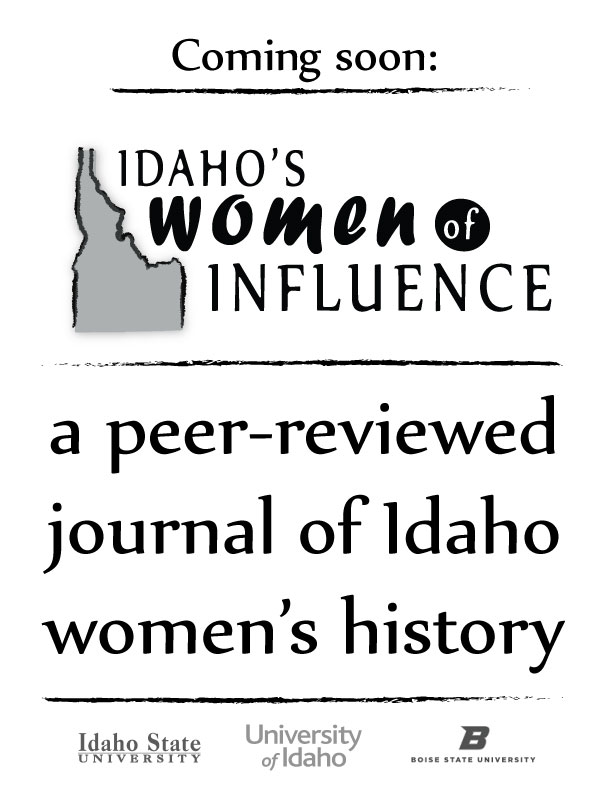 Coming soon:
IDAHO'S
women of
INFLUENCE
a peer-reviewed
journal of Idaho
women's history
Idaho State
UNIVERSITY
University
of Idaho
B
BOISE STATE UNIVERSITY